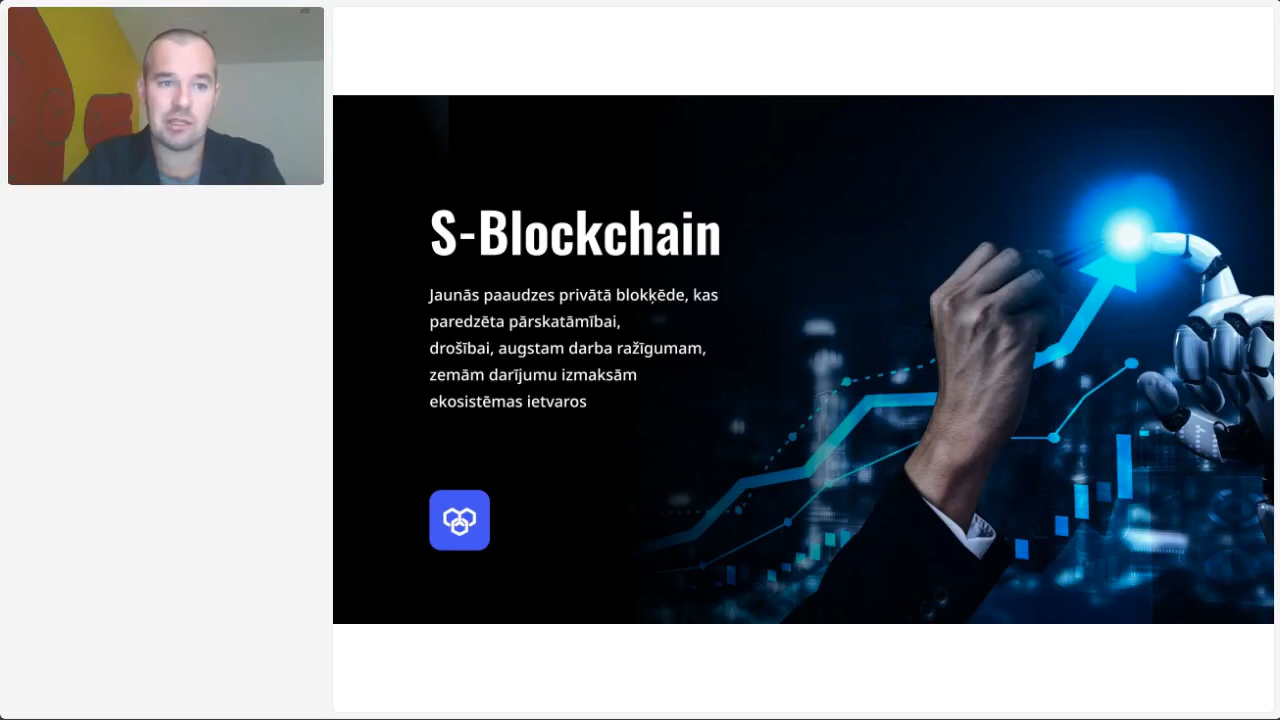 S-Blockchain
Jaunās paaudzes privātā blokķēde, kas
paredzēta pārskatāmībai,
drošībai, augstam darba ražīgumam,
zemām darījumu izmaksām
ekosistēmas ietvaros